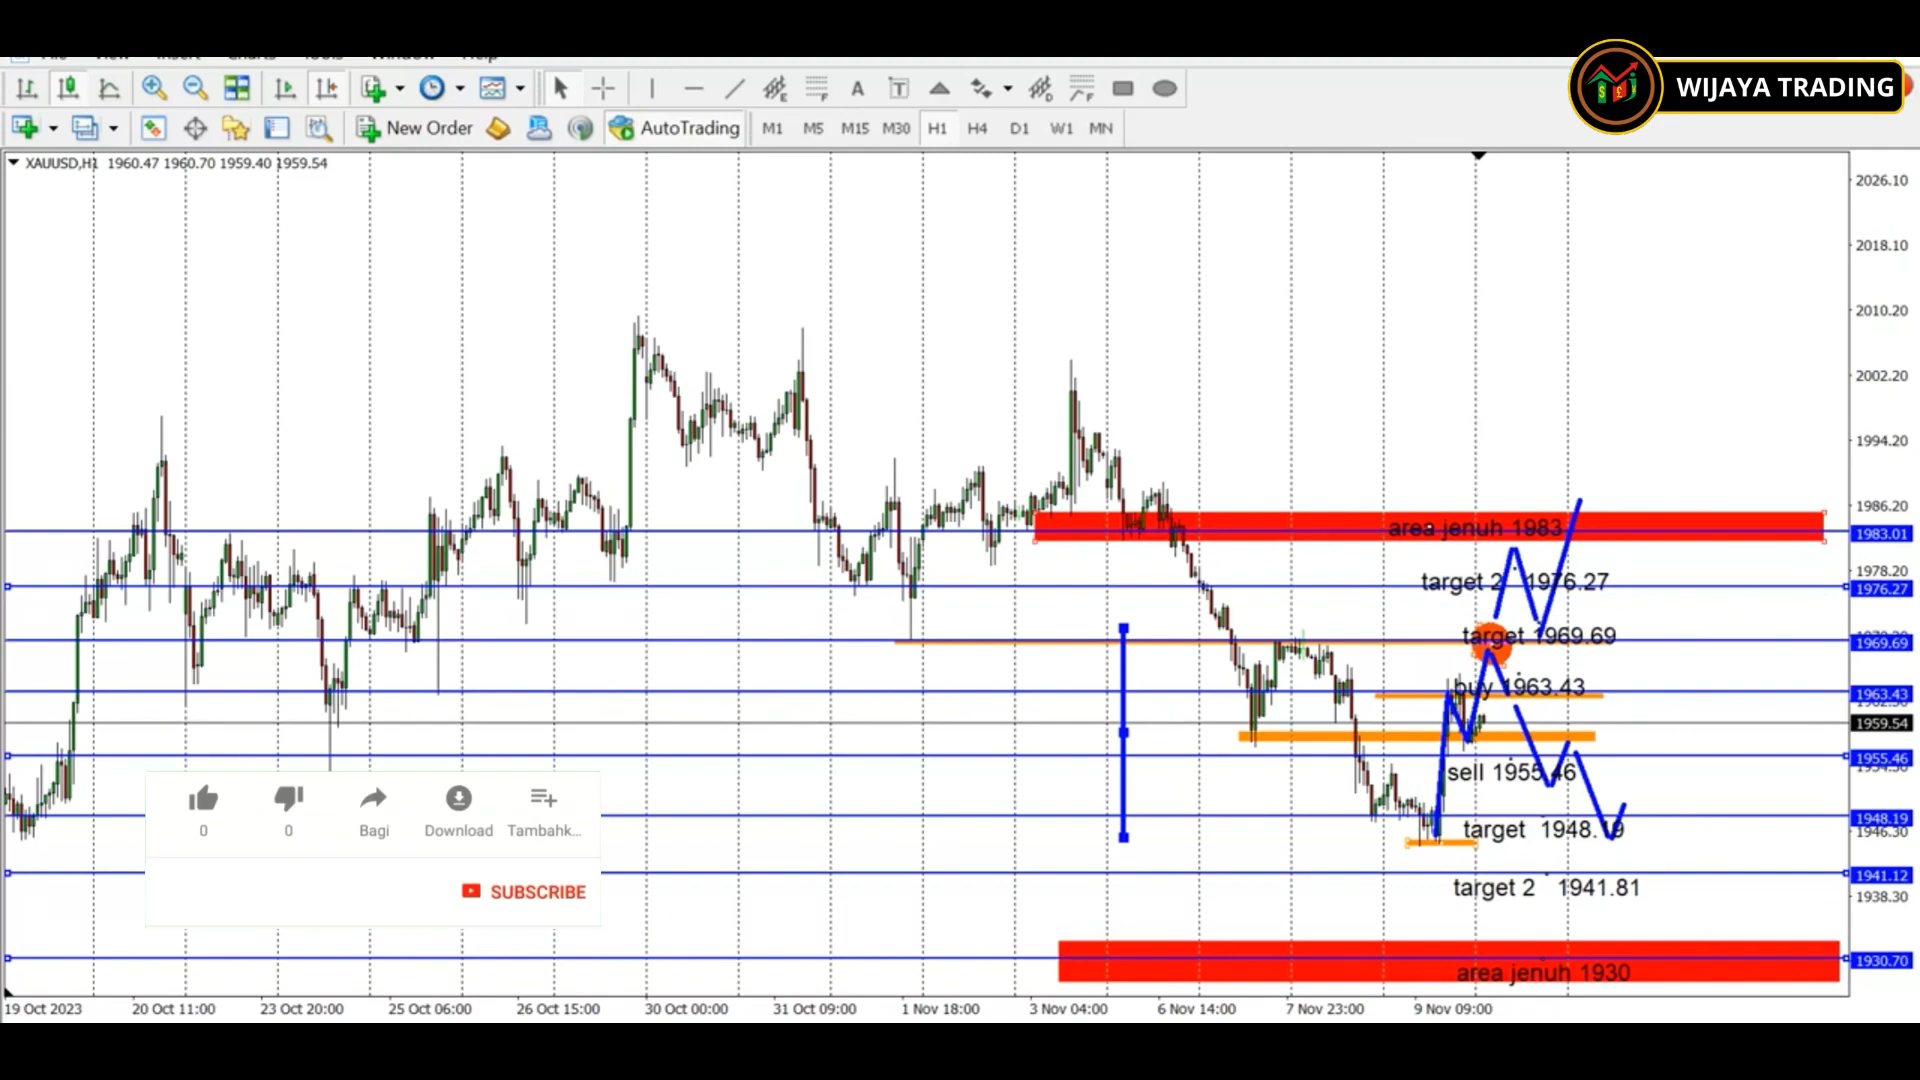 WIJAYA TRADING
New Order
AutoTrading
M1 M5 M15 M30 H1 H4 D1 W1 MN
XAUUSD,H1 1960.47 1960.70 1959.40 1959.54
2026.10
2018.10
2010.20
2002.20
1994.20
1986.20
area jenuh 1983
1983.01
1978.20
target 2 1976.27
1976.27
target 1969.69
1969.69
buy 1963.43
1963.43
1959.54
1955.46
sell 1955.46
1948.19
target 1948.19
1946.30
1941.12
target 2 1941.81
1938.30
1930.70
area jenuh 1930
0 0 Bagi Download Tambahk...
SUBSCRIBE
19 Oct 2023 20 Oct 11:00 23 Oct 20:00 25 Oct 06:00 26 Oct 15:00 30 Oct 00:00 31 Oct 09:00 1 Nov 18:00 3 Nov 04:00 6 Nov 14:00 7 Nov 23:00 9 Nov 09:00